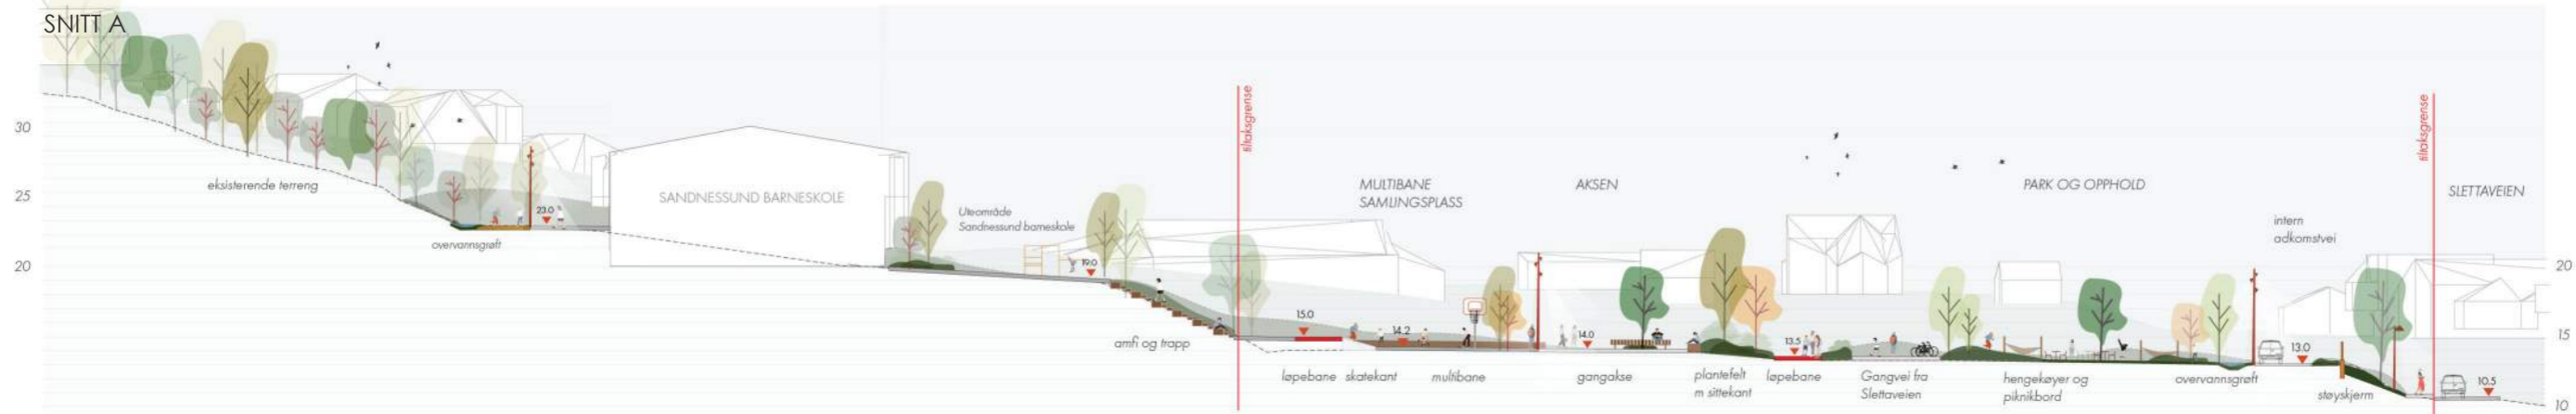 SNITT A
30
25
20
eksisterende terreng
overvannsgrøft
23.0
SANDNESSUND BARNESKOLE
Uteområde
Sandnessund barneskole
19.0
amfi og trapp
tiltaksgrense
15.0
løpebane
skatekant
14.2
multibane
MULTIBANE
SAMLINGSPLASS
AKSEN
14.0
gangakse
plantefelt
m sittekant
13.5
løpebane
Gangvei fra
Slettaveien
PARK OG OPPHOLD
hengekøyer og
piknikbord
overvannsgrøft
intern
adkomstvei
13.0
støyskjerm
tiltaksgrense
SLETTAVEIEN
10.5
20
15
10